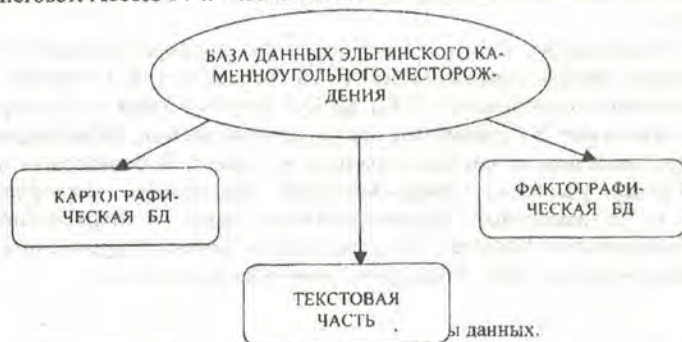 БАЗА ДАННЫХ ЭЛЬГИНСКОГО КА-
МЕННОУГОЛЬНОГО МЕСТОРОЖ-
ДЕНИЯ
КАРТОГРАФИ-
ЧЕСКАЯ БД
ФАКТОГРАФИ-
ЧЕСКАЯ БД
ТЕКСТОВАЯ
ЧАСТЬ
данных.